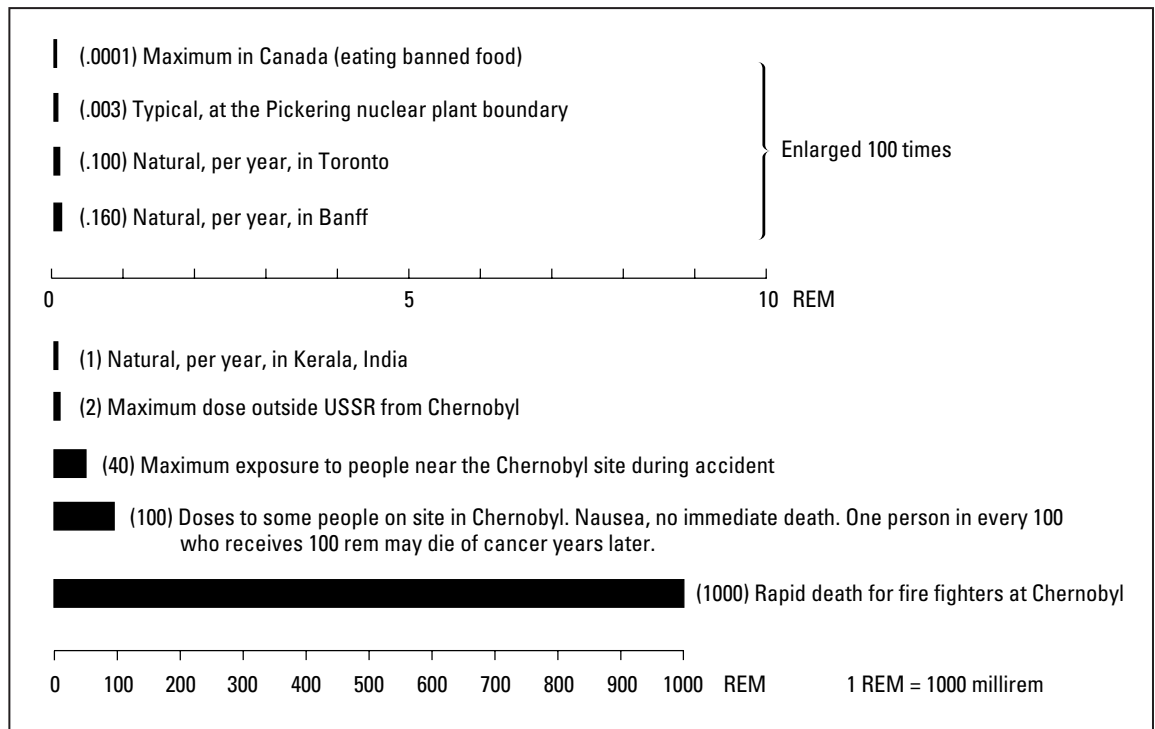 (.0001) Maximum in Canada (eating banned food)
(.003) Typical, at the Pickering nuclear plant boundary
(.100) Natural, per year, in Toronto
(.160) Natural, per year, in Banff
Enlarged 100 times
0 5 10 REM
(1) Natural, per year, in Kerala, India
(2) Maximum dose outside USSR from Chernobyl
(40) Maximum exposure to people near the Chernobyl site during accident
(100) Doses to some people on site in Chernobyl. Nausea, no immediate death. One person in every 100
who receives 100 rem may die of cancer years later.
(1000) Rapid death for fire fighters at Chernobyl
0 100 200 300 400 500 600 700 800 900 1000 REM 1 REM = 1000 millirem